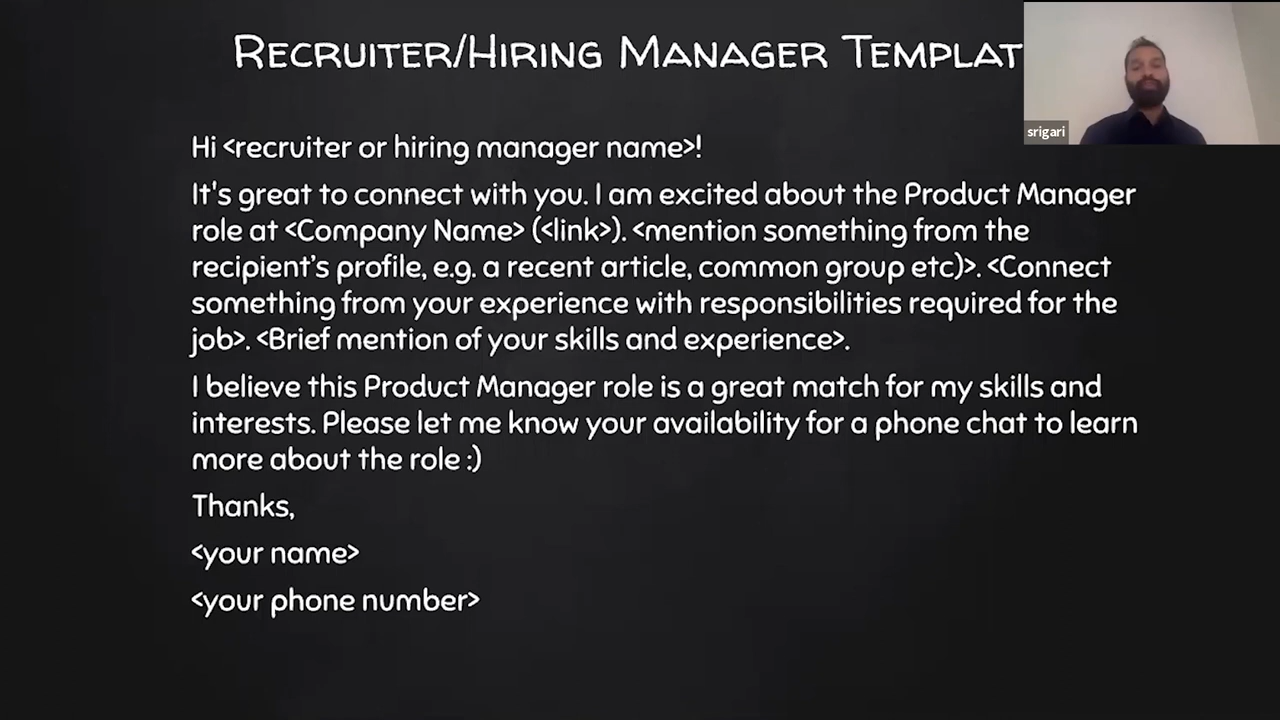 RECRUITER/HIRING MANAGER TEMPLAT
srigari
Hi <recruiter or hiring manager name>!
It's great to connect with you. I am excited about the Product Manager
role at <Company Name> (<link>). <mention something from the
recipient's profile, e.g. a recent article, common group etc)>. <Connect
something from your experience with responsibilities required for the
job>. <Brief mention of your skills and experience>.
I believe this Product Manager role is a great match for my skills and
interests. Please let me know your availability for a phone chat to learn
more about the role :)
Thanks,
<your name>
<your phone number>